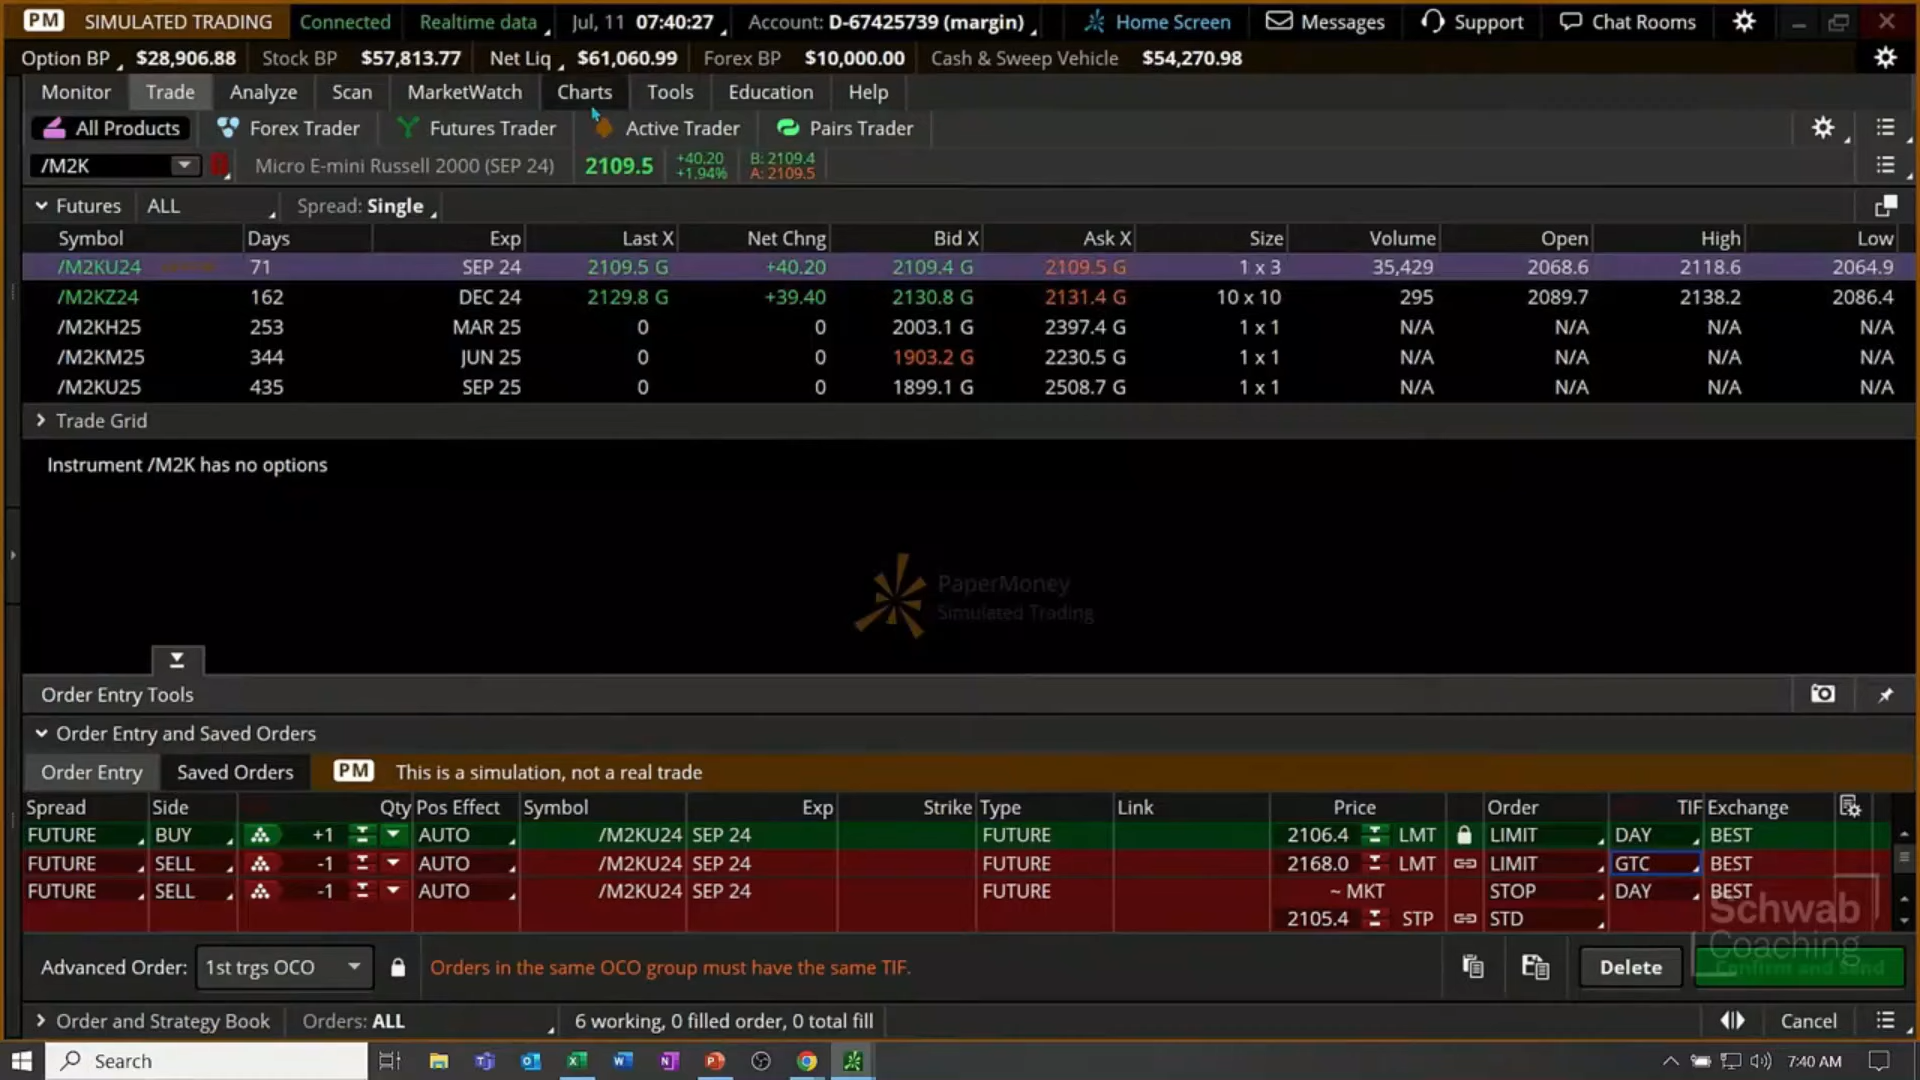 PM SIMULATED TRADING Connected Realtime data Jul, 11 07:40:27 Account: D-67425739 (margin) Home Screen Messages Support Chat Rooms
Option BP $28,906.88 Stock BP $57,813.77 Net Liq $61,060.99 Forex BP $10,000.00 Cash & Sweep Vehicle $54,270.98
Monitor Trade Analyze Scan MarketWatch Charts Tools Education Help
All Products Forex Trader Futures Trader Active Trader Pairs Trader
/M2K Micro E-mini Russell 2000 (SEP 24) 2109.5 +40.20 B: 2109.4
+1.94% A: 2109.5
Futures ALL Spread: Single
Symbol Days Exp Last X Net Chng Bid X Ask X Size Volume Open High Low
/M2KU24 71 SEP 24 2109.5 G +40.20 2109.4 G 2109.5 G 1 x 3 35,429 2068.6 2118.6 2064.9
/M2KZ24 162 DEC 24 2129.8 G +39.40 2130.8 G 2131.4 G 10 x 10 295 2089.7 2138.2 2086.4
/M2KH25 253 MAR 25 0 0 2003.1 G 2397.4 G 1 x 1 N/A N/A N/A N/A
/M2KM25 344 JUN 25 0 0 1903.2 G 2230.5 G 1 x 1 N/A N/A N/A N/A
/M2KU25 435 SEP 25 0 0 1899.1 G 2508.7 G 1 x 1 N/A N/A N/A N/A
Trade Grid
Instrument /M2K has no options
PaperMoney
Simulated Trading
Order Entry Tools
Order Entry and Saved Orders
Order Entry Saved Orders PM This is a simulation, not a real trade
Spread Side Qty Pos Effect Symbol Exp Strike Type Link Price Order TIF Exchange
FUTURE BUY +1 AUTO /M2KU24 SEP 24 FUTURE 2106.4 LMT LIMIT DAY BEST
FUTURE SELL -1 AUTO /M2KU24 SEP 24 FUTURE 2168.0 LMT LIMIT GTC BEST
FUTURE SELL -1 AUTO /M2KU24 SEP 24 FUTURE ~ MKT STOP DAY BEST
2105.4 STP STD
Schwab
Coaching
Advanced Order: 1st trgs OCO Orders in the same OCO group must have the same TIF. Delete Confirm and Send
Order and Strategy Book Orders: ALL 6 working, 0 filled order, 0 total fill Cancel
Search 7:40 AM